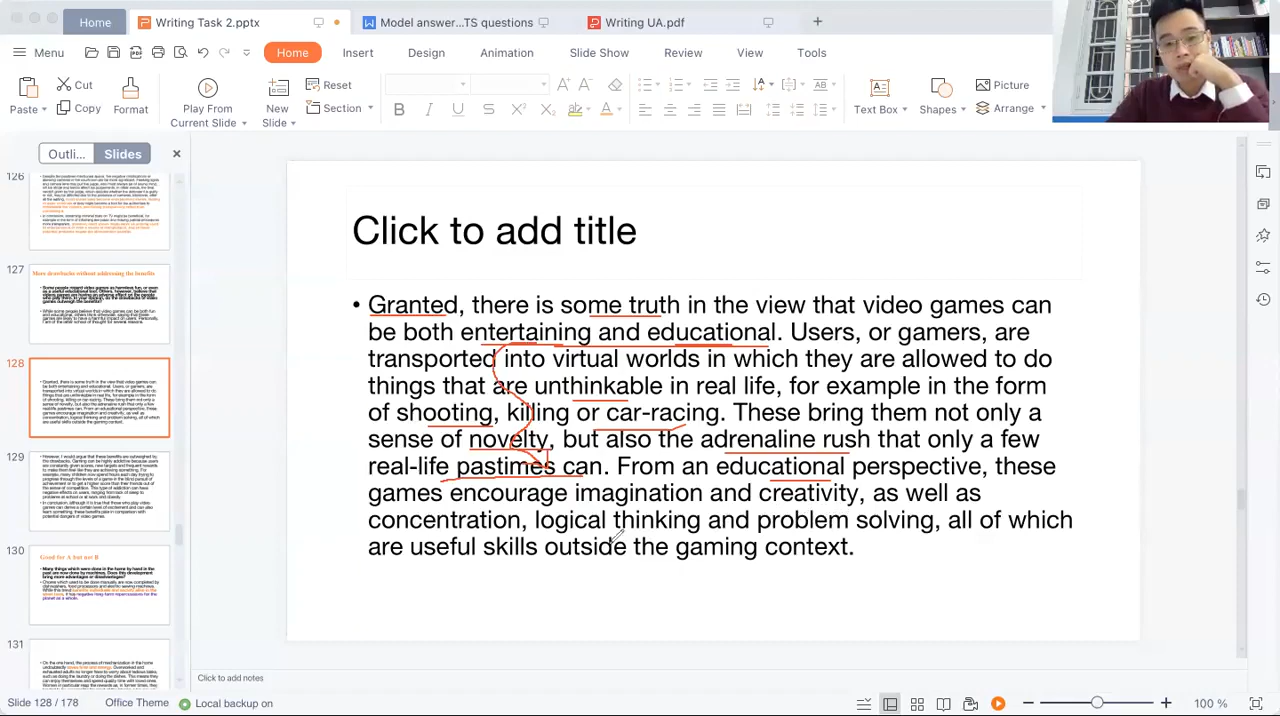 Home
Writing Task 2.pptx
Model answer...TS questions
Writing UA.pdf
Menu
Home
Insert
Design
Animation
Slide Show
Review
View
Tools
Cut
Copy
Paste
Format
Play From
Current Slide
New
Slide
Reset
Section
Text Box
Shapes
Picture
Arrange
Outli...
Slides
126
127
More drawbacks without addressing the benefits
128
129
130
Good for A but not B
131
Click to add title
• Granted, there is some truth in the view that video games can
be both entertaining and educational. Users, or gamers, are
transported into virtual worlds in which they are allowed to do
things that are unthinkable in real life, for example in the form
of shooting, killing or car-racing. These bring them not only a
sense of novelty, but also the adrenaline rush that only a few
real-life pastimes can. From an educational perspective, these
games encourage imagination and creativity, as well as
concentration, logical thinking and problem solving, all of which
are useful skills outside the gaming context.
Click to add notes
Slide 128 / 178
Office Theme
Local backup on
100 %